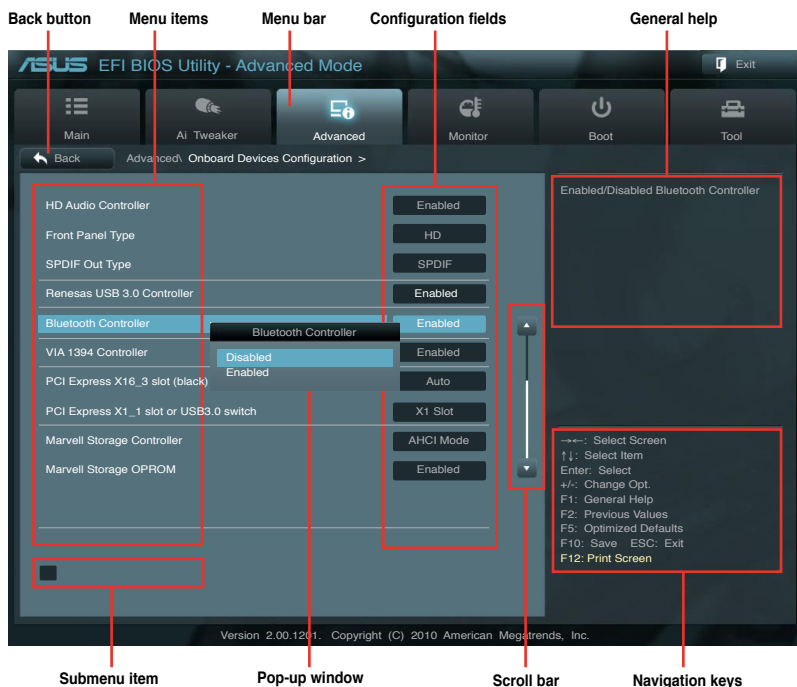 Back button Menu items Menu bar Configuration fields General help
ASUS EFI BIOS Utility - Advanced Mode Exit
Main Ai Tweaker Advanced Monitor Boot Tool
Back Advanced\ Onboard Devices Configuration >
Enabled/Disabled Bluetooth Controller
HD Audio Controller Enabled
Front Panel Type HD
SPDIF Out Type SPDIF
Renesas USB 3.0 Controller Enabled
Bluetooth Controller Enabled
Bluetooth Controller
Disabled
Enabled
VIA 1394 Controller Enabled
PCI Express X16_3 slot (black) Auto
PCI Express X1_1 slot or USB3.0 switch X1 Slot
Marvell Storage Controller AHCI Mode
Marvell Storage OPROM Enabled
→←: Select Screen
↑↓: Select Item
Enter: Select
+/-: Change Opt.
F1: General Help
F2: Previous Values
F5: Optimized Defaults
F10: Save ESC: Exit
F12: Print Screen
Version 2.00.1201. Copyright (C) 2010 American Megatrends, Inc.
Submenu item Pop-up window Scroll bar Navigation keys